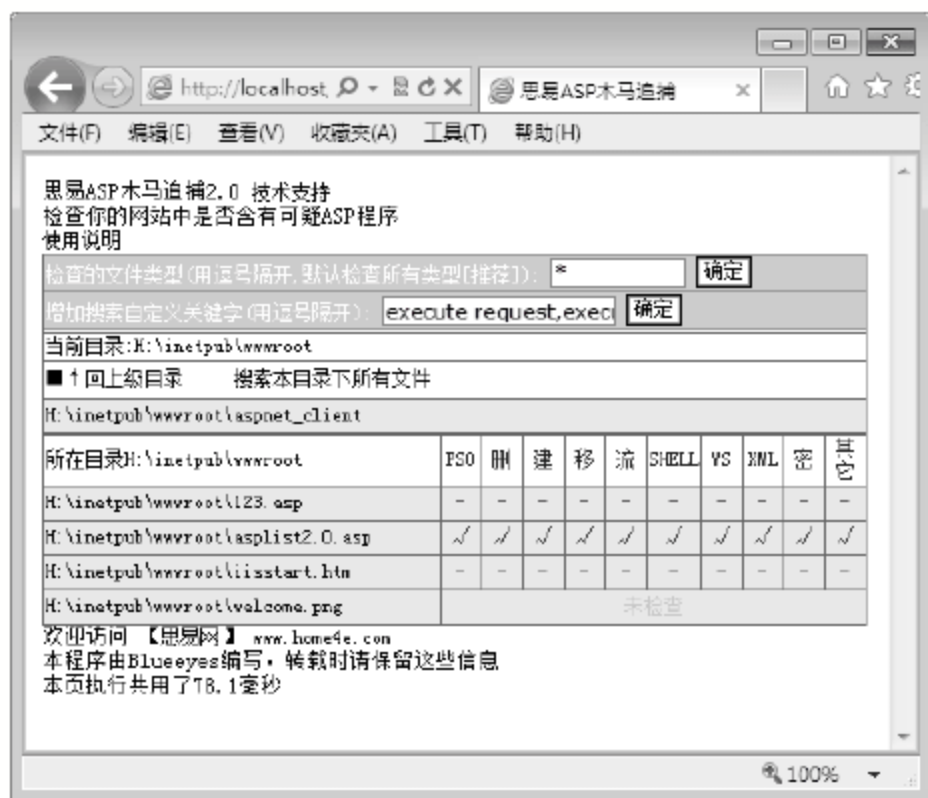 http://localhost
思易ASP木马追捕
文件(F) 编辑(E) 查看(V) 收藏夹(A) 工具(T) 帮助(H)
思易ASP木马追捕2.0 技术支持
检查你的网站中是否含有可疑ASP程序
使用说明
检查的文件类型(用逗号隔开,默认检查所有类型[推荐]): * 确定
增加搜索自定义关键字(用逗号隔开): execute request,exec 确定
当前目录:H:\inetpub\wwwroot
■↑回上级目录 搜索本目录下所有文件
H:\inetpub\wwwroot\aspnet_client
所在目录H:\inetpub\wwwroot FSO 删 建 移 流 SHELL WS XML 密 其它
H:\inetpub\wwwroot\123.asp - - - - - - - - - -
H:\inetpub\wwwroot\asplist2.0.asp √ √ √ √ √ √ √ √ √ √
H:\inetpub\wwwroot\iisstart.htm - - - - - - - - - -
H:\inetpub\wwwroot\welcome.png 未检查
欢迎访问 【思易网】 www.home4e.com
本程序由Blueeyes编写，转载时请保留这些信息
本页执行共用了78.1毫秒
100%